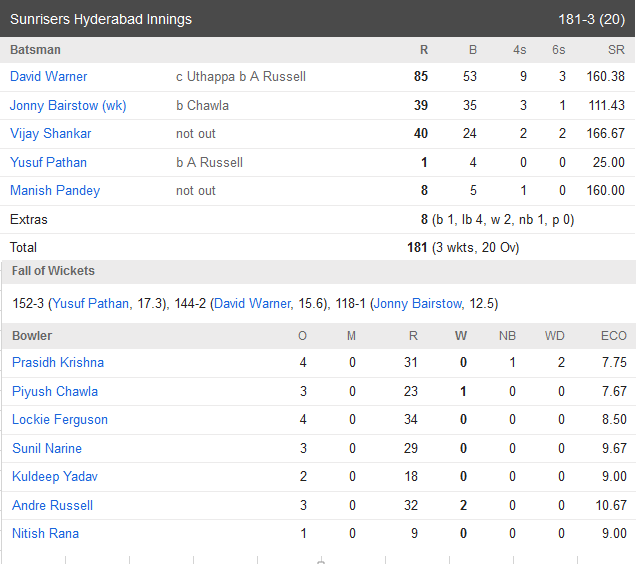 Sunrisers Hyderabad Innings 181-3 (20)
Batsman R B 4s 6s SR
David Warner c Uthappa b A Russell 85 53 9 3 160.38
Jonny Bairstow (wk) b Chawla 39 35 3 1 111.43
Vijay Shankar not out 40 24 2 2 166.67
Yusuf Pathan b A Russell 1 4 0 0 25.00
Manish Pandey not out 8 5 1 0 160.00
Extras 8 (b 1, lb 4, w 2, nb 1, p 0)
Total 181 (3 wkts, 20 Ov)
Fall of Wickets
152-3 (Yusuf Pathan, 17.3), 144-2 (David Warner, 15.6), 118-1 (Jonny Bairstow, 12.5)
Bowler O M R W NB WD ECO
Prasidh Krishna 4 0 31 0 1 2 7.75
Piyush Chawla 3 0 23 1 0 0 7.67
Lockie Ferguson 4 0 34 0 0 0 8.50
Sunil Narine 3 0 29 0 0 0 9.67
Kuldeep Yadav 2 0 18 0 0 0 9.00
Andre Russell 3 0 32 2 0 0 10.67
Nitish Rana 1 0 9 0 0 0 9.00